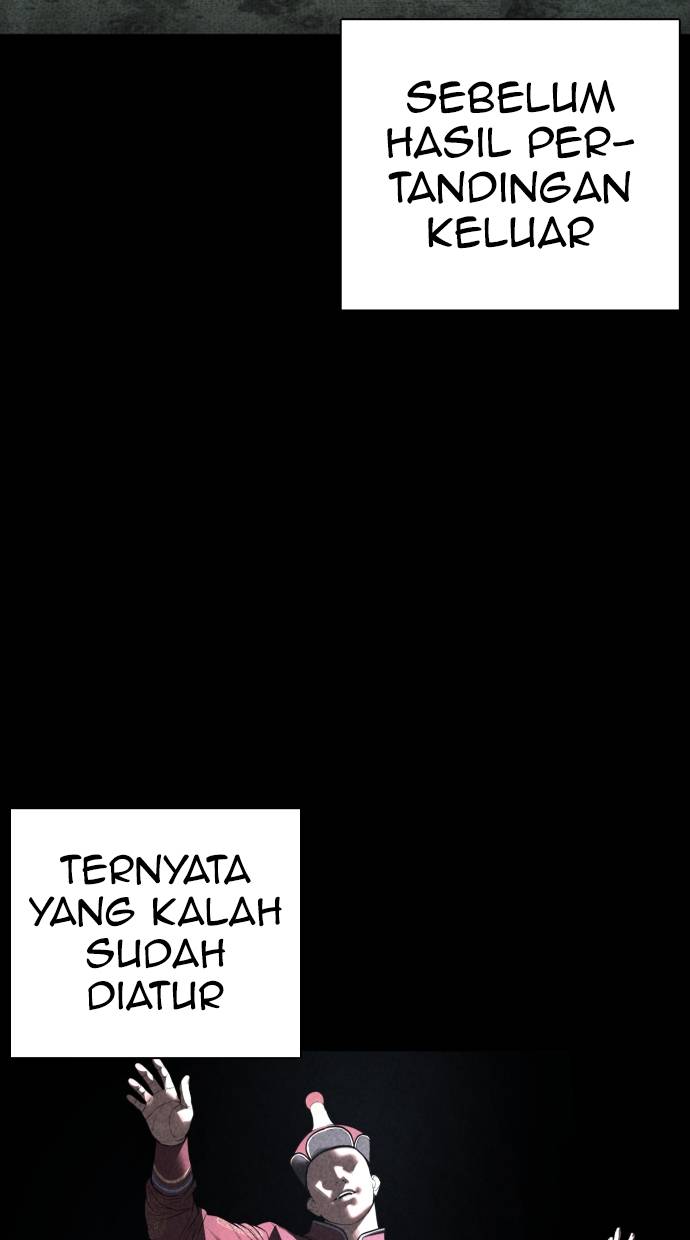 SEBELUM
HASIL PER-
TANDINGAN
KELUAR
TERNYATA
YANG KALAH
SUDAH
DIATUR